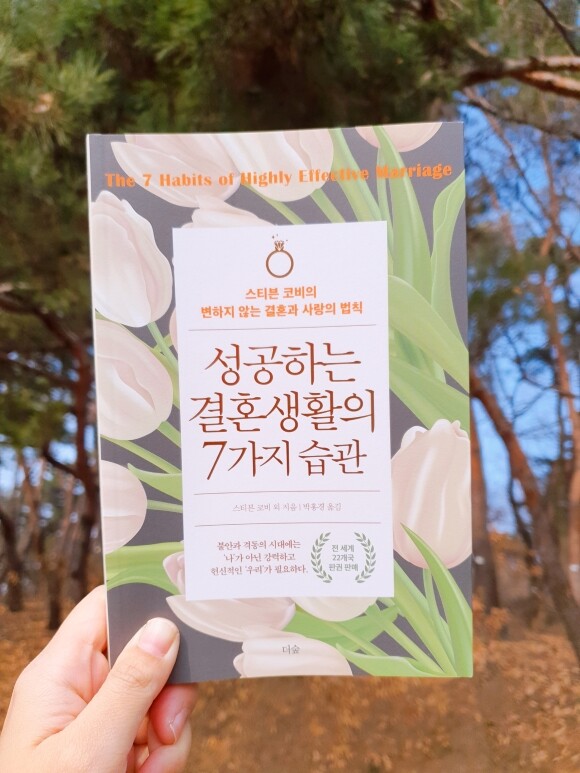 The 7 Habits of Highly Effective Marriage
스티븐 코비의
변하지 않는 결혼과 사랑의 법칙
성공하는
결혼생활의
7가지 습관
스티븐 코비 외 지음 | 박홍경 옮김
불안과 격동의 시대에는
'나'가 아닌 강력하고
헌신적인 '우리'가 필요하다.
전 세계
22개국
판권 판매
더숲